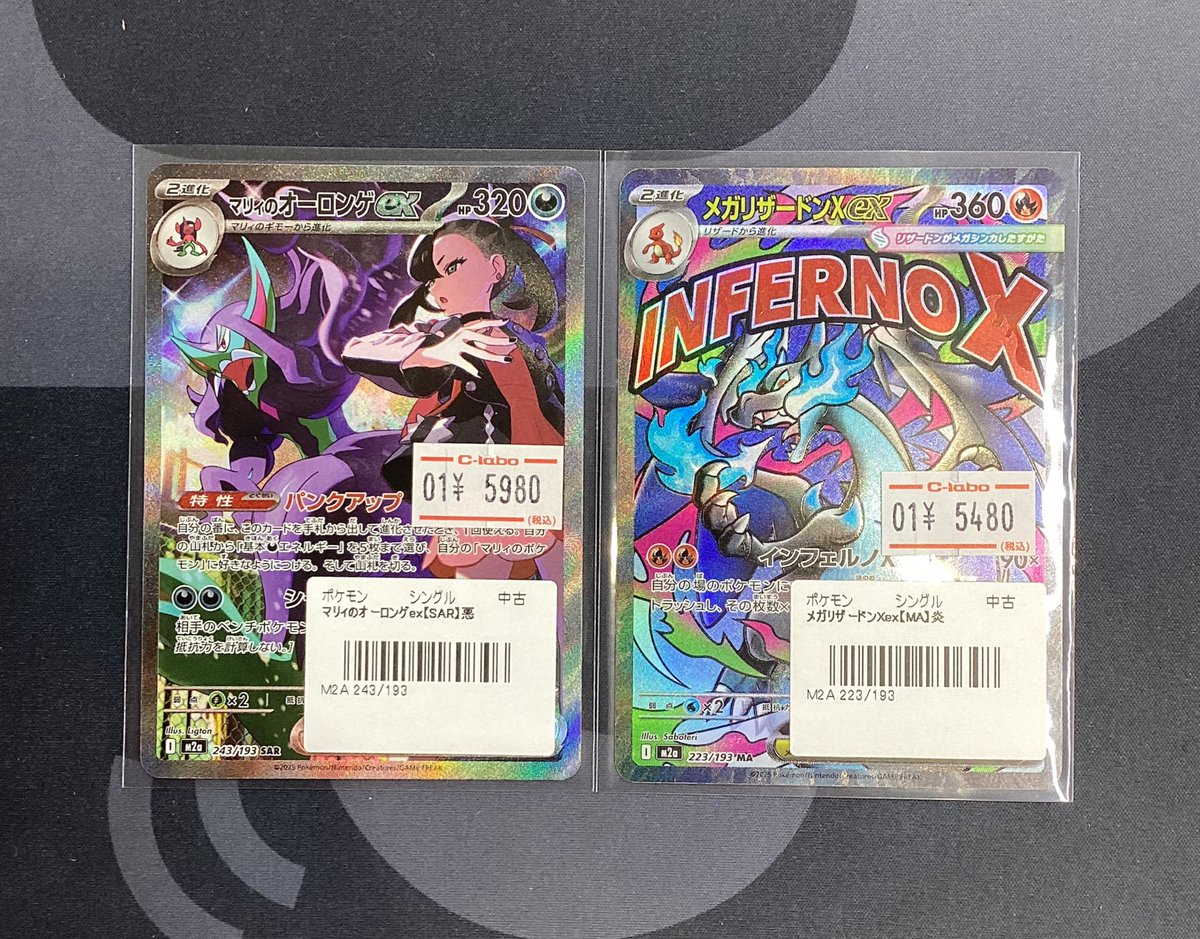 2進化
マリィのオーロンゲex
HP320
マリィのギモーから進化
C-labo
01¥ 5980
(税込)
特性
とくせい
パンクアップ
自分の番に、このカードを手札から出して進化させたとき、1回使える。自分
の山札から「基本 エネルギー」を5枚まで選び、自分の「マリィのポケ
モン」に好きなようにつける。そして山札を切る。
相手のベンチポケモン
抵抗力を計算しない。]
ポケモン シングル 中古
マリィのオーロンゲex【SAR】悪
M2A 243/193
弱点 ×2
Illus. Ligton
I m2a 243/193 SAR
©2025 Pokémon/Nintendo/Creatures/GAME FREAK.
2進化
メガリザードンXex
HP360
リザードから進化
リザードンがメガシンカしたすがた
INFERNO X
C-labo
01¥ 5480
(税込)
インフェルノX 90×
自分の場のポケモンに
トラッシュし、その枚数×
ポケモン シングル 中古
メガリザードンXex【MA】炎
M2A 223/193
弱点 ×2
Illus. Saboteri
I m2a 223/193 MA
©2025 Pokémon/Nintendo/Creatures/GAME FREAK.